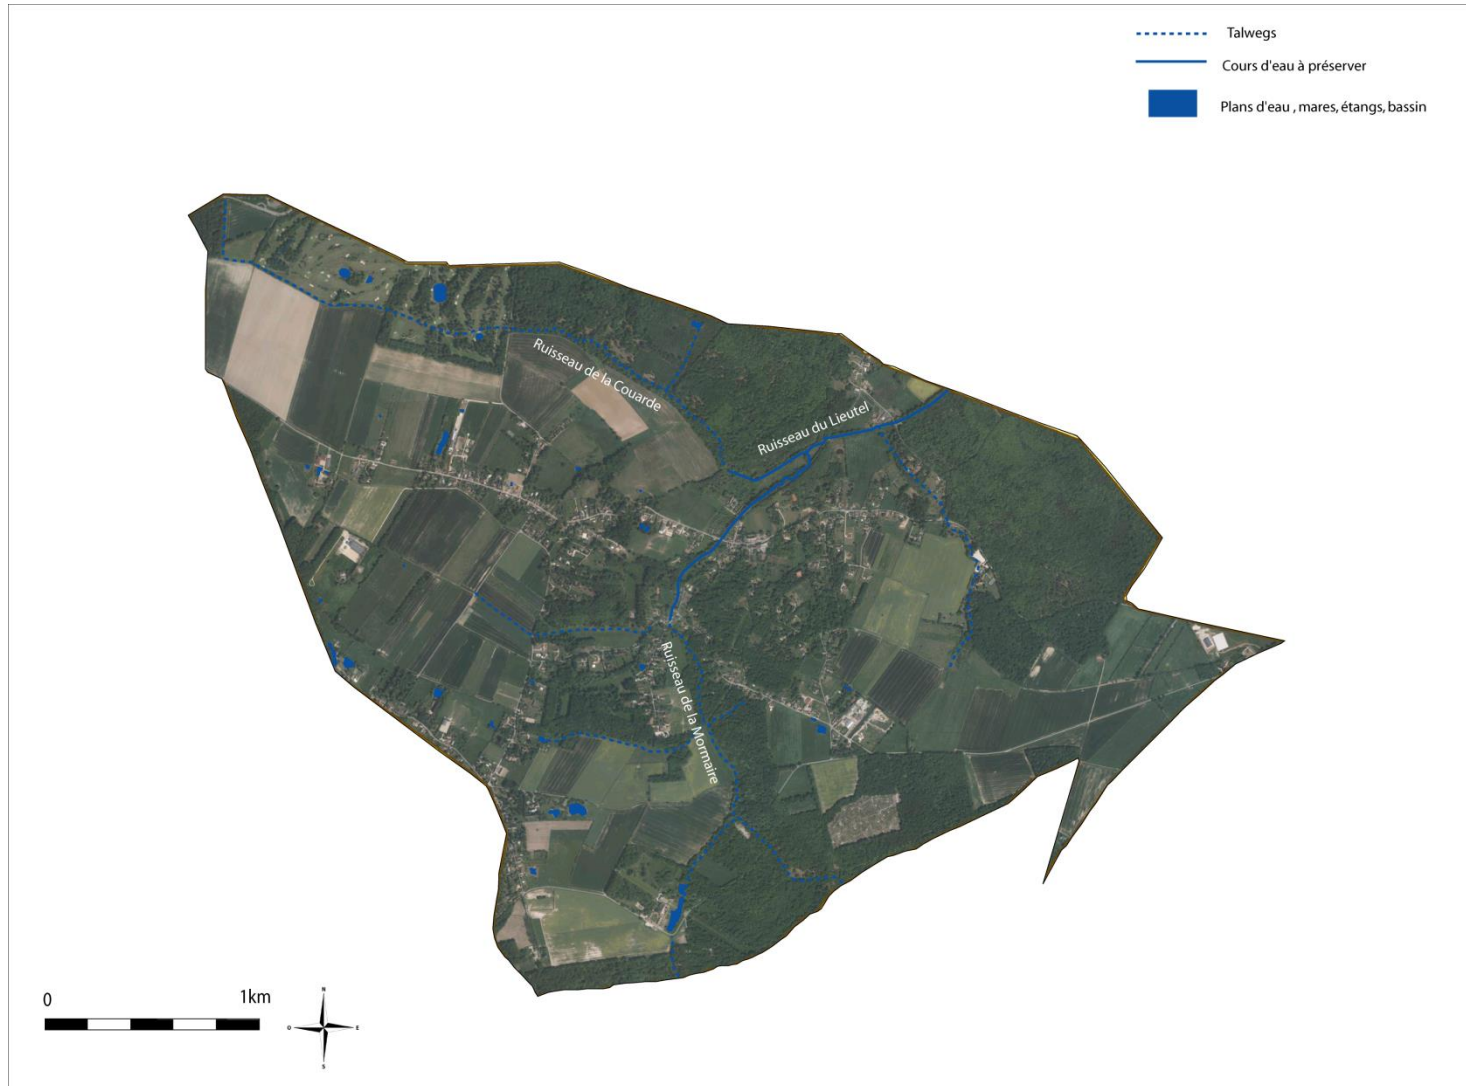 Talwegs
Cours d'eau à préserver
Plans d'eau , mares, étangs, bassin
Ruisseau de la Couarde
Ruisseau du Lieutel
Ruisseau de la Mormaire
0 1km
N
O E
S